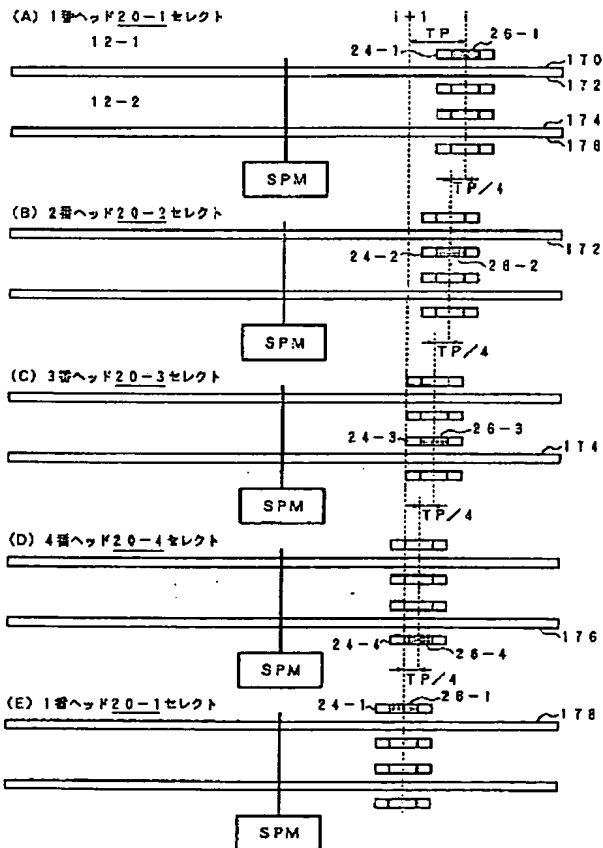 (A) 1番ヘッド20-1セレクト
i+1 i
TP
24-1
26-1
12-1
170
172
12-2
174
178
SPM
TP/4
(B) 2番ヘッド20-2セレクト
172
24-2
26-2
SPM
TP/4
(C) 3番ヘッド20-3セレクト
24-3
26-3
174
SPM
TP/4
(D) 4番ヘッド20-4セレクト
176
24-4
26-4
SPM
TP/4
(E) 1番ヘッド20-1セレクト
24-1
26-1
178
SPM